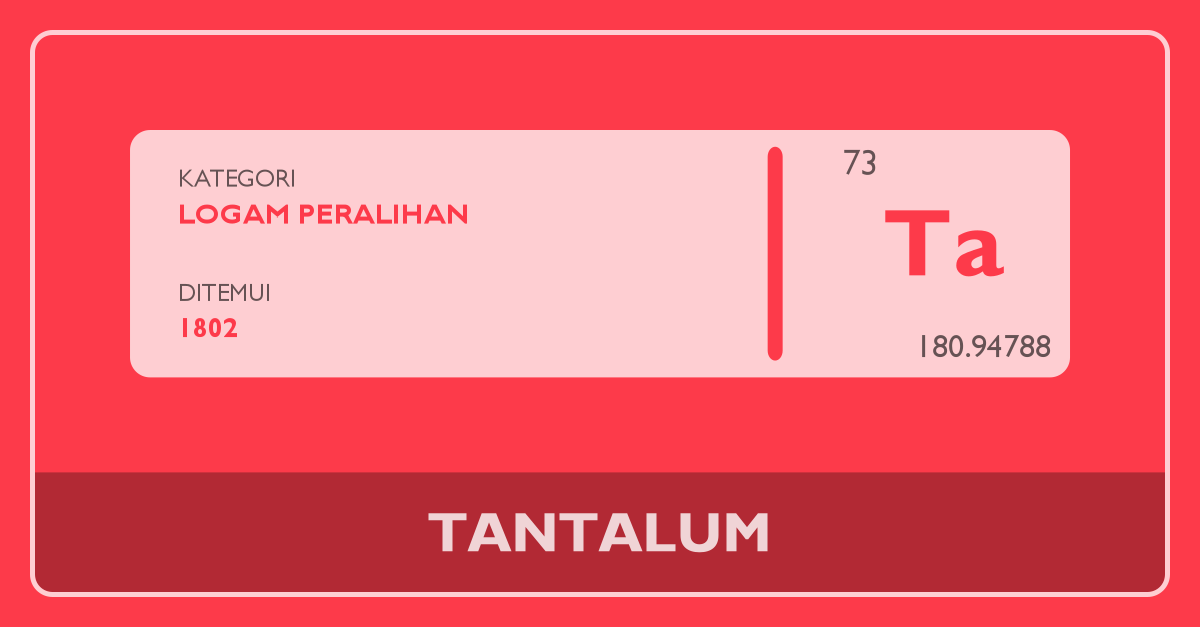 KATEGORI
LOGAM PERALIHAN
DITEMUI
1802
73
Ta
180.94788
TANTALUM